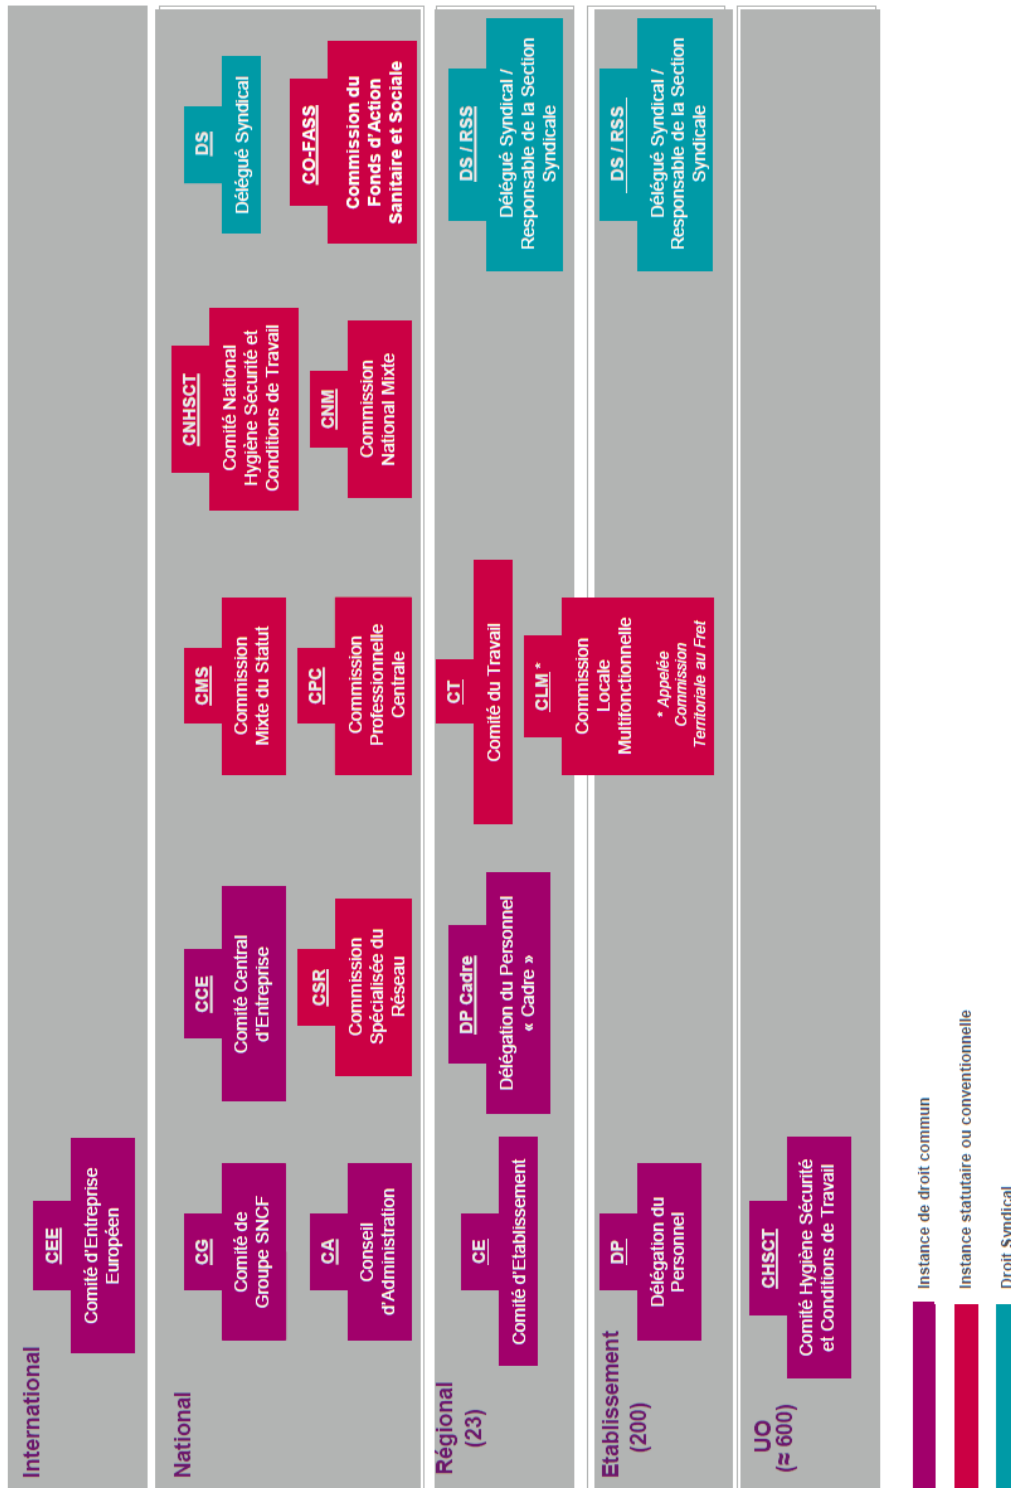 International
CEE
Comité d'Entreprise
Européen
National
CG
Comité de
Groupe SNCF
CCE
Comité Central
d'Entreprise
CMS
Commission
Mixte du Statut
CNHSCT
Comité National
Hygiène Sécurité et
Conditions de Travail
DS
Délégué Syndical
CA
Conseil
d'Administration
CSR
Commission
Spécialisée du
Réseau
CPC
Commission
Professionnelle
Centrale
CNM
Commission
National Mixte
CO-FASS
Commission du
Fonds d'Action
Sanitaire et Sociale
Régional
(23)
CE
Comité d'Etablissement
DP Cadre
Délégation du Personnel
« Cadre »
CT
Comité du Travail
DS / RSS
Délégué Syndical /
Responsable de la Section
Syndicale
CLM *
Commission
Locale
Multifonctionnelle
* Appelée
Commission
Territoriale au Fret
Etablissement
(200)
DP
Délégation du
Personnel
DS / RSS
Délégué Syndical /
Responsable de la Section
Syndicale
UO
(≈ 600)
CHSCT
Comité Hygiène Sécurité
et Conditions de Travail
Instance de droit commun
Instance statutaire ou conventionnelle
Droit Syndical